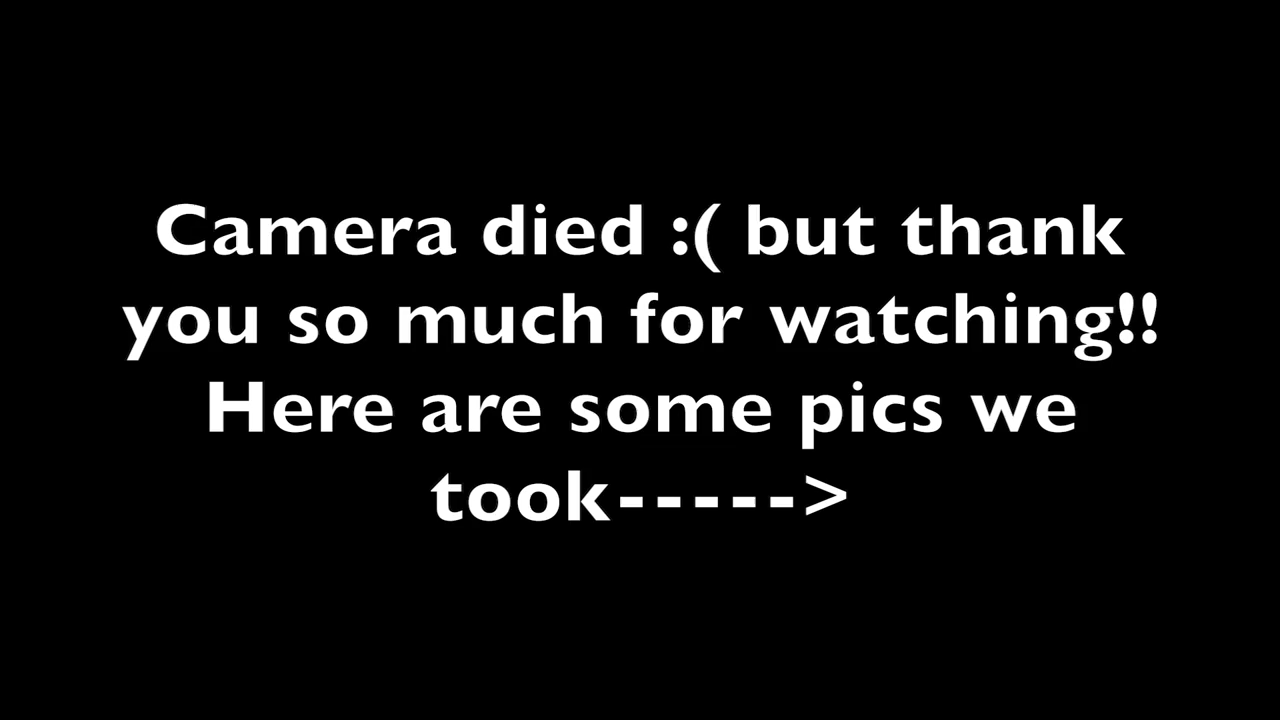 Camera died :( but thank
you so much for watching!!
Here are some pics we
took----->